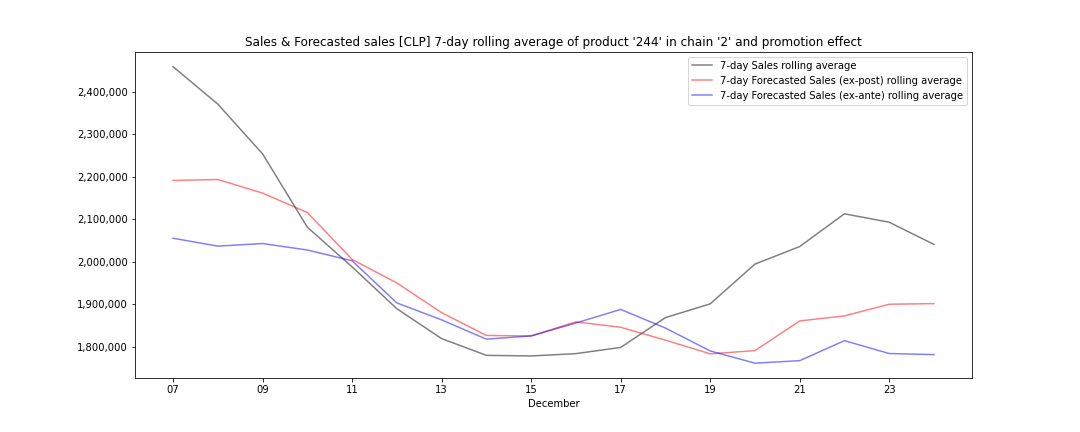 Sales & Forecasted sales [CLP] 7-day rolling average of product '244' in chain '2' and promotion effect
7-day Sales rolling average
7-day Forecasted Sales (ex-post) rolling average
7-day Forecasted Sales (ex-ante) rolling average
2,400,000
2,300,000
2,200,000
2,100,000
2,000,000
1,900,000
1,800,000
07 09 11 13 15 17 19 21 23
December